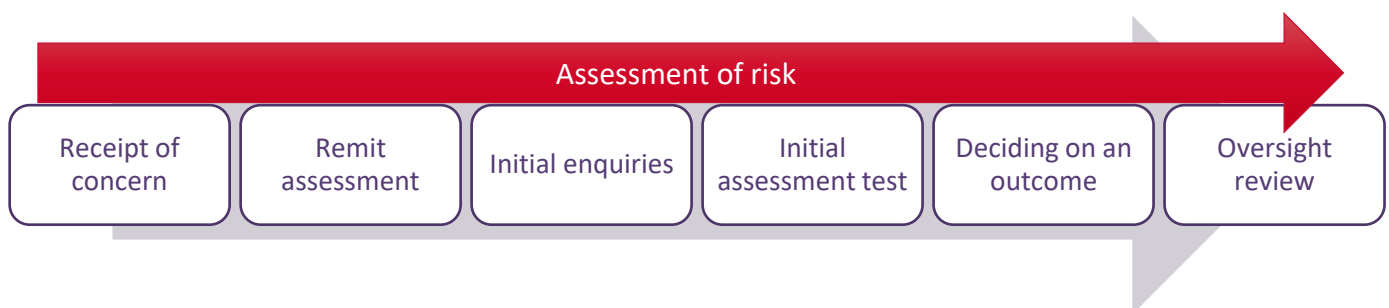 Assessment of risk
Receipt of
concern
Remit
assessment
Initial enquiries
Initial
assessment test
Deciding on an
outcome
Oversight
review